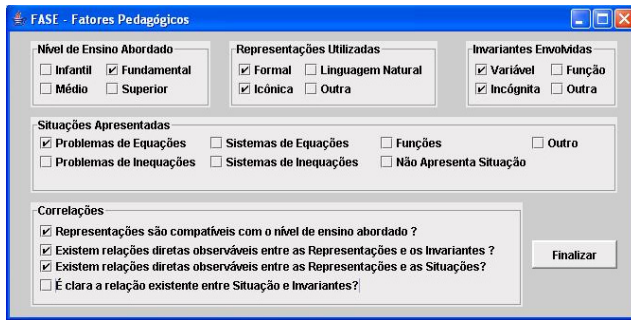 FASE - Fatores Pedagógicos
Nível de Ensino Abordado
Infantil Fundamental
Médio Superior
Representações Utilizadas
Formal Linguagem Natural
Icônica Outra
Invariantes Envolvidas
Variável Função
Incógnita Outra
Situações Apresentadas
Problemas de Equações Sistemas de Equações Funções Outro
Problemas de Inequações Sistemas de Inequações Não Apresenta Situação
Correlações
Representações são compatíveis com o nível de ensino abordado ?
Existem relações diretas observáveis entre as Representações e os Invariantes ?
Existem relações diretas observáveis entre as Representações e as Situações?
É clara a relação existente entre Situação e Invariantes?
Finalizar